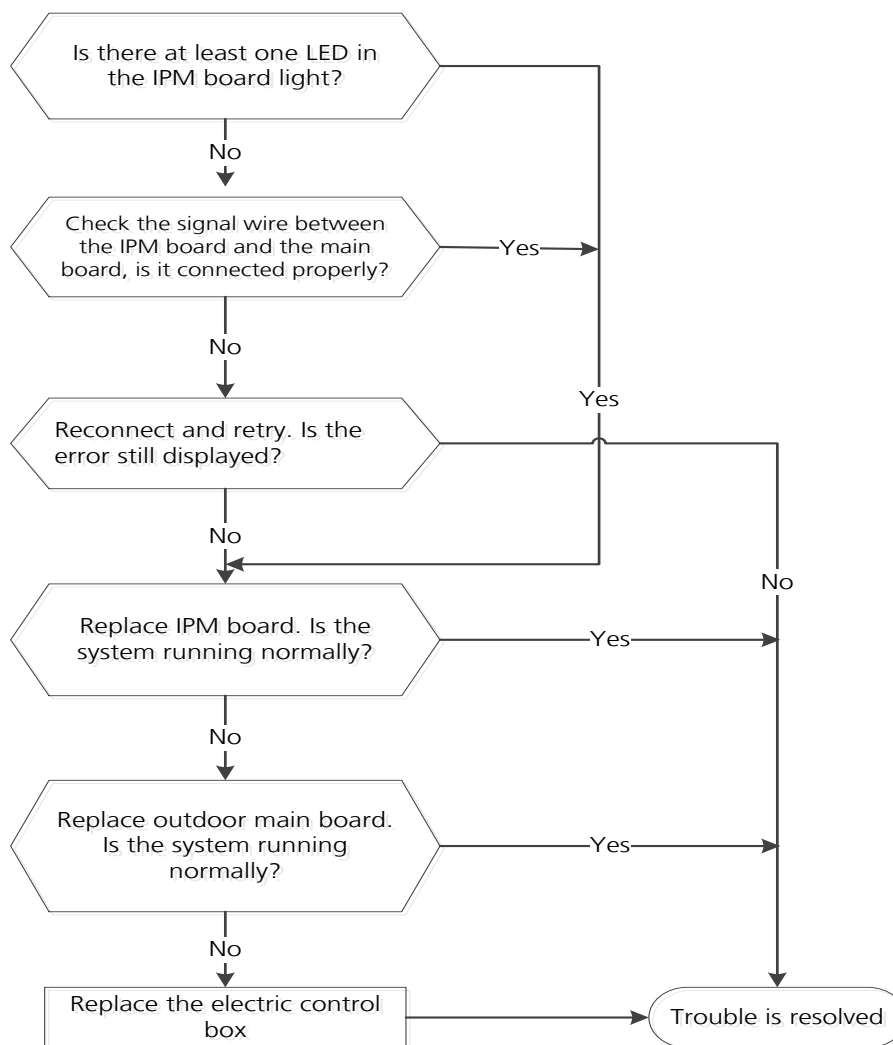 Is there at least one LED in
the IPM board light?
No
Check the signal wire between
the IPM board and the main
board, is it connected properly?
Yes
No
Yes
Reconnect and retry. Is the
error still displayed?
No
No
Replace IPM board. Is the
system running normally?
Yes
No
Replace outdoor main board.
Is the system running
normally?
Yes
No
Replace the electric control
box
Trouble is resolved